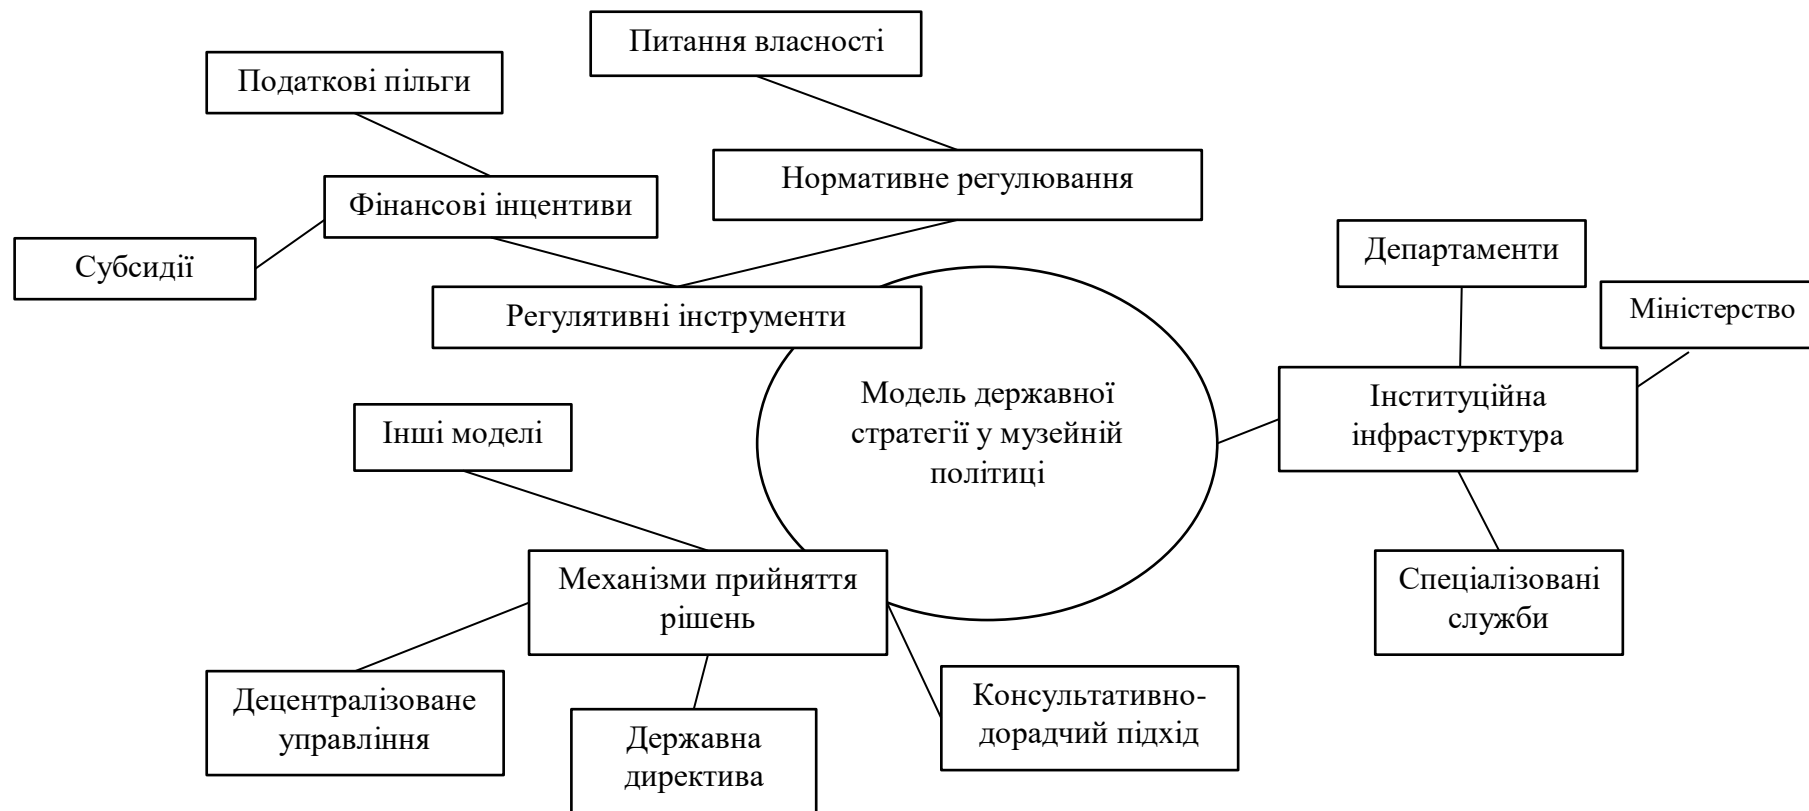 Питання власності
Податкові пільги
Нормативне регулювання
Фінансові інцентиви
Субсидії
Департаменти
Міністерство
Регулятивні інструменти
Модель державної
стратегії у музейній
політиці
Інституційна
інфрастурктура
Інші моделі
Механізми прийняття
рішень
Спеціалізовані
служби
Децентралізоване
управління
Державна
директива
Консультативно-
дорадчий підхід